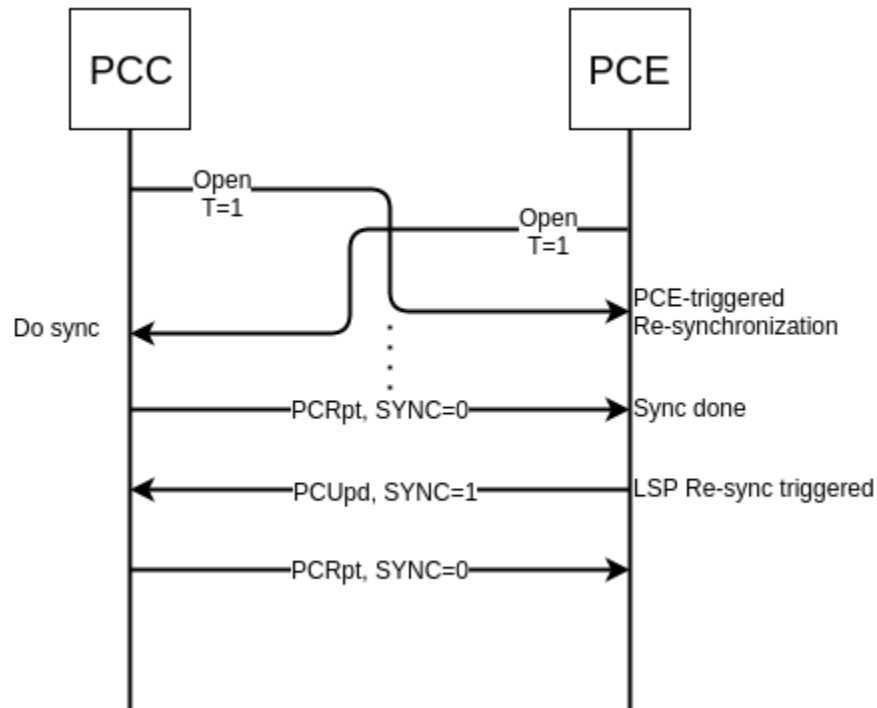 PCC
PCE
Open
T=1
Open
T=1
PCE-triggered
Re-synchronization
Do sync
PCRpt, SYNC=0
Sync done
PCUpd, SYNC=1
LSP Re-sync triggered
PCRpt, SYNC=0